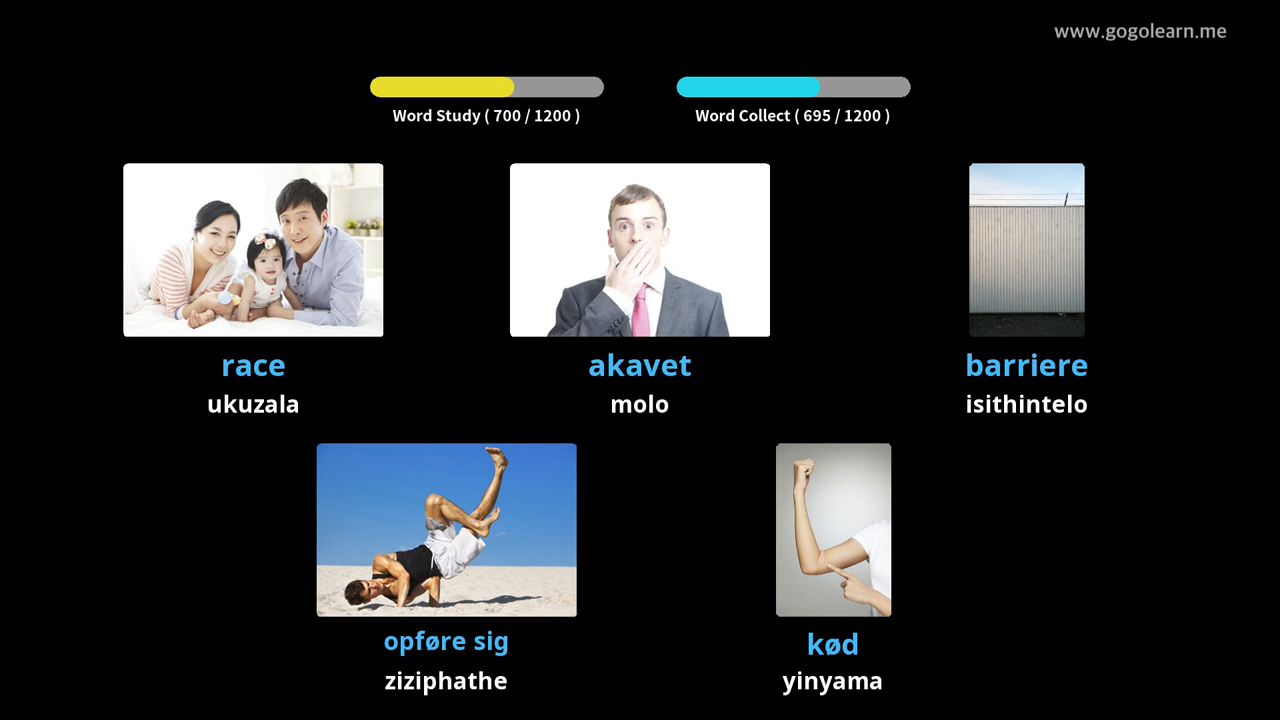 www.gogolearn.me
Word Study ( 700 / 1200 )
Word Collect ( 695 / 1200 )
race
ukuzala
akavet
molo
barriere
isithintelo
opføre sig
ziziphathe
kød
yinyama